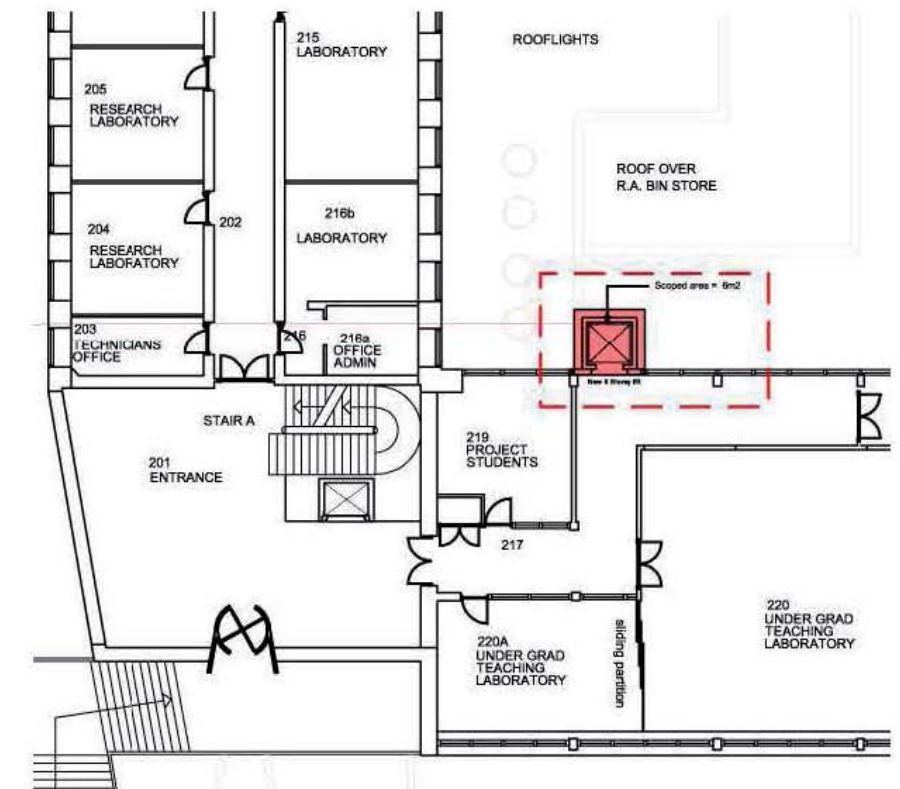 215
LABORATORY
ROOFLIGHTS
205
RESEARCH
LABORATORY
ROOF OVER
R.A. BIN STORE
202
216b
LABORATORY
204
RESEARCH
LABORATORY
Scoped area = 6m2
203
TECHNICIANS
OFFICE
216
216a
OFFICE
ADMIN
STAIR A
219
PROJECT
STUDENTS
201
ENTRANCE
217
220
UNDER GRAD
TEACHING
LABORATORY
220A
UNDER GRAD
TEACHING
LABORATORY
sliding partition